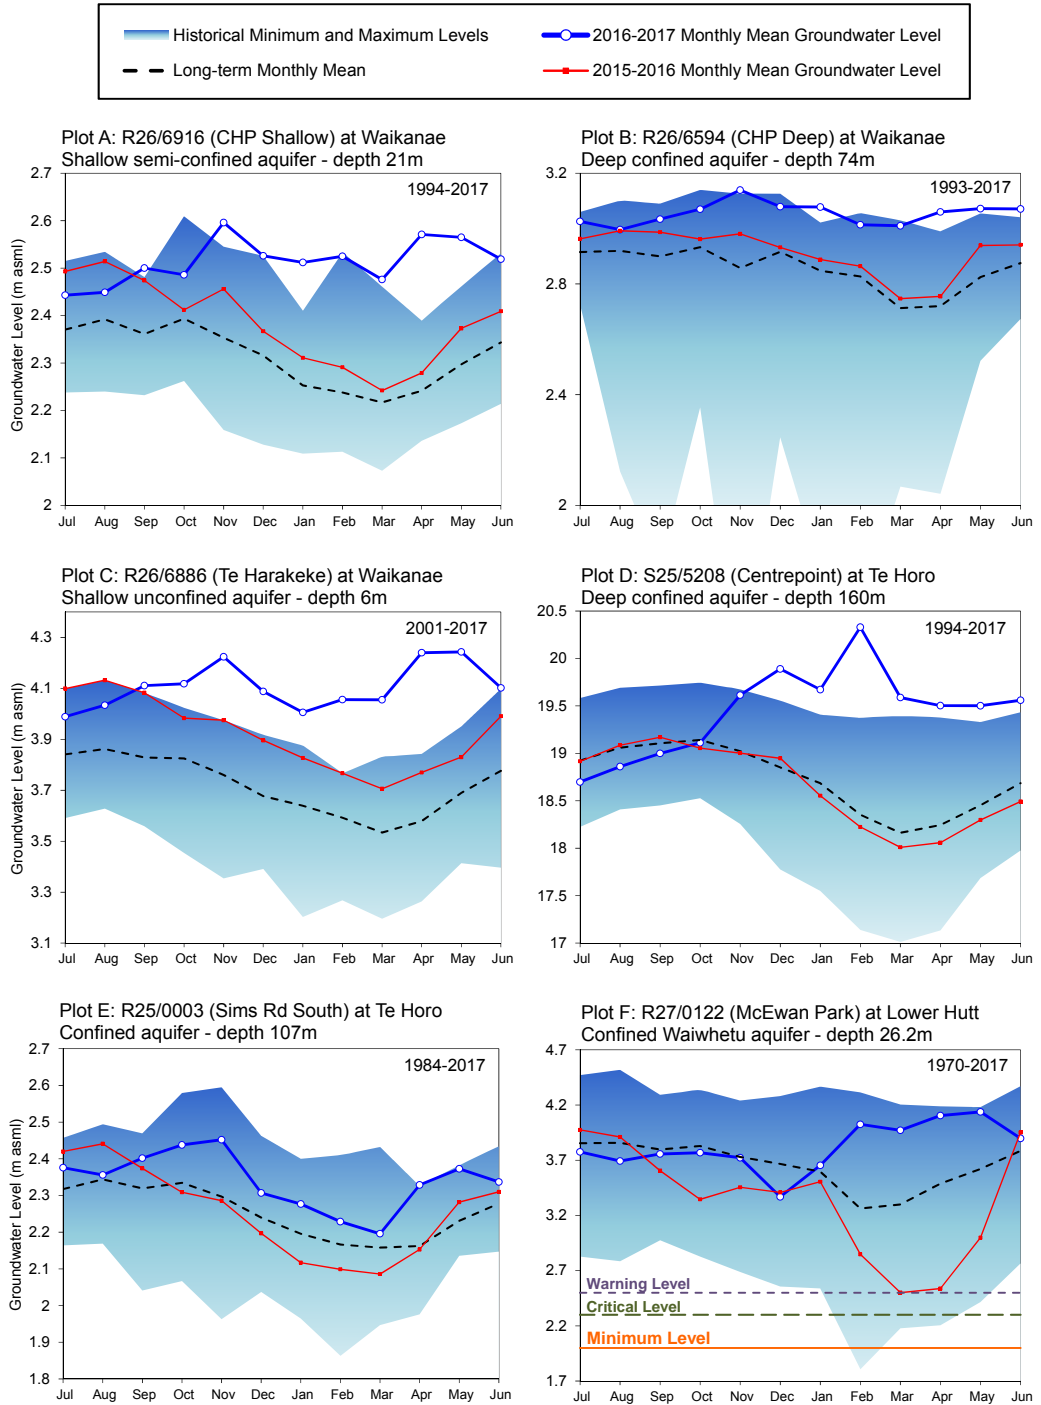 Historical Minimum and Maximum Levels
2016-2017 Monthly Mean Groundwater Level
Long-term Monthly Mean
2015-2016 Monthly Mean Groundwater Level
Plot A: R26/6916 (CHP Shallow) at Waikanae
Shallow semi-confined aquifer - depth 21m
1994-2017
Groundwater Level (m asml)
2.7
2.6
2.5
2.4
2.3
2.2
2.1
2
Jul Aug Sep Oct Nov Dec Jan Feb Mar Apr May Jun
Plot B: R26/6594 (CHP Deep) at Waikanae
Deep confined aquifer - depth 74m
1993-2017
3.2
2.8
2.4
2
Jul Aug Sep Oct Nov Dec Jan Feb Mar Apr May Jun
Plot C: R26/6886 (Te Harakeke) at Waikanae
Shallow unconfined aquifer - depth 6m
2001-2017
Groundwater Level (m asml)
4.3
4.1
3.9
3.7
3.5
3.3
3.1
Jul Aug Sep Oct Nov Dec Jan Feb Mar Apr May Jun
Plot D: S25/5208 (Centrepoint) at Te Horo
Deep confined aquifer - depth 160m
1994-2017
20.5
20
19.5
19
18.5
18
17.5
17
Jul Aug Sep Oct Nov Dec Jan Feb Mar Apr May Jun
Plot E: R25/0003 (Sims Rd South) at Te Horo
Confined aquifer - depth 107m
1984-2017
Groundwater Level (m asml)
2.7
2.6
2.5
2.4
2.3
2.2
2.1
2
1.9
1.8
Jul Aug Sep Oct Nov Dec Jan Feb Mar Apr May Jun
Plot F: R27/0122 (McEwan Park) at Lower Hutt
Confined Waiwhetu aquifer - depth 26.2m
1970-2017
4.7
4.2
3.7
3.2
2.7
2.2
1.7
Warning Level
Critical Level
Minimum Level
Jul Aug Sep Oct Nov Dec Jan Feb Mar Apr May Jun